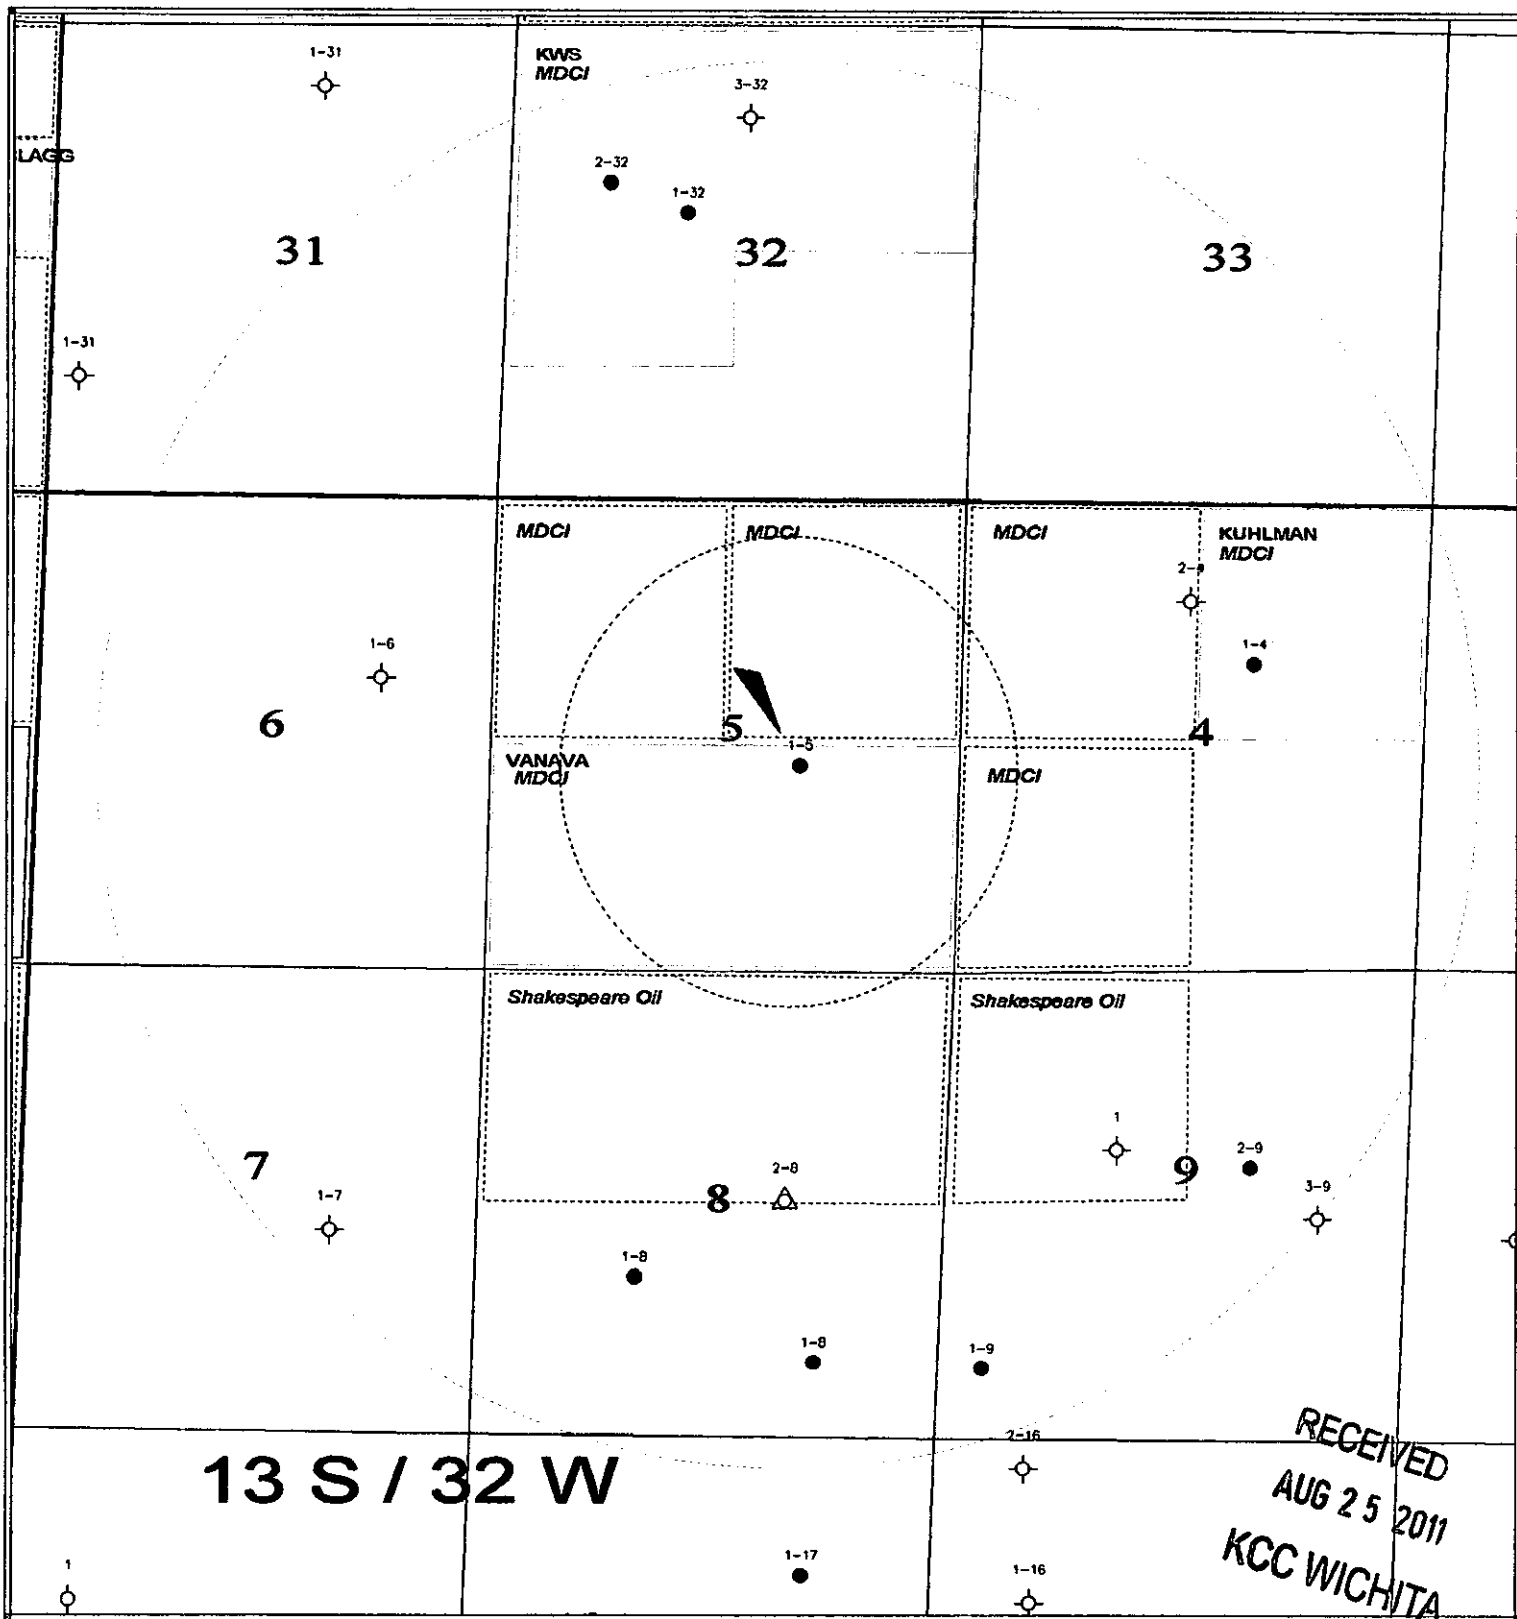 1-31
KWS
MDCI
3-32
LAGG
2-32
1-32
31
32
33
1-31
MDCI
MDCI
MDCI
KUHLMAN
MDCI
2-4
1-6
1-4
6
5
4
1-5
VANAVA
MDCI
MDCI
Shakespeare Oil
Shakespeare Oil
1
7
2-8
9
2-9
1-7
8
3-9
1-8
1-8
1-9
2-16
13 S / 32 W
RECEIVED
AUG 25 2011
KCC WICHITA
1
1-17
1-16